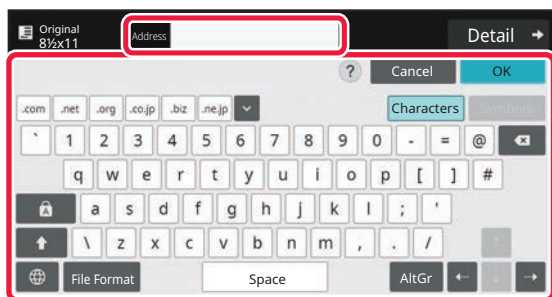 Original
8½x11
Address
Detail
? Cancel OK
.com .net .org .co.jp .biz .ne.jp Characters Symbols
` 1 2 3 4 5 6 7 8 9 0 - = @
q w e r t y u i o p [ ] #
A a s d f g h j k l ; '
\ z x c v b n m , . /
File Format Space AltGr